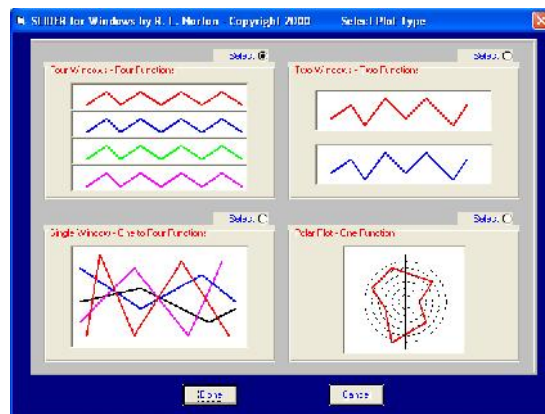 SLIDER for Windows by R. L. Norton - Copyright 2000 Select Plot Type
Select
Four Windows - Four Functions
Select
Two Windows - Two Functions
Select
Single Window - One to Four Functions
Select
Polar Plot - One Function
Done
Cancel